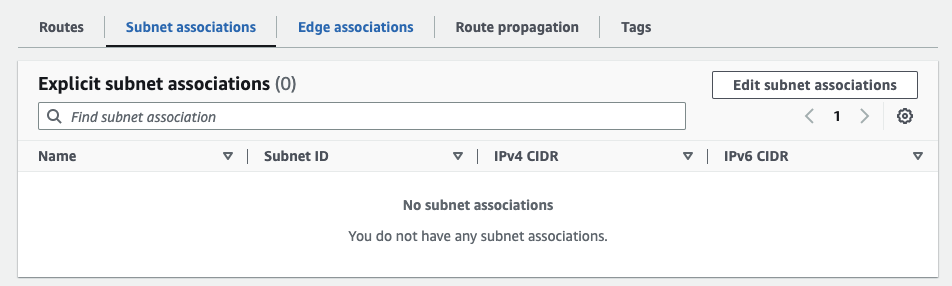 Routes Subnet associations Edge associations Route propagation Tags
Explicit subnet associations (0)
Edit subnet associations
Find subnet association
1
Name Subnet ID IPv4 CIDR IPv6 CIDR
No subnet associations
You do not have any subnet associations.